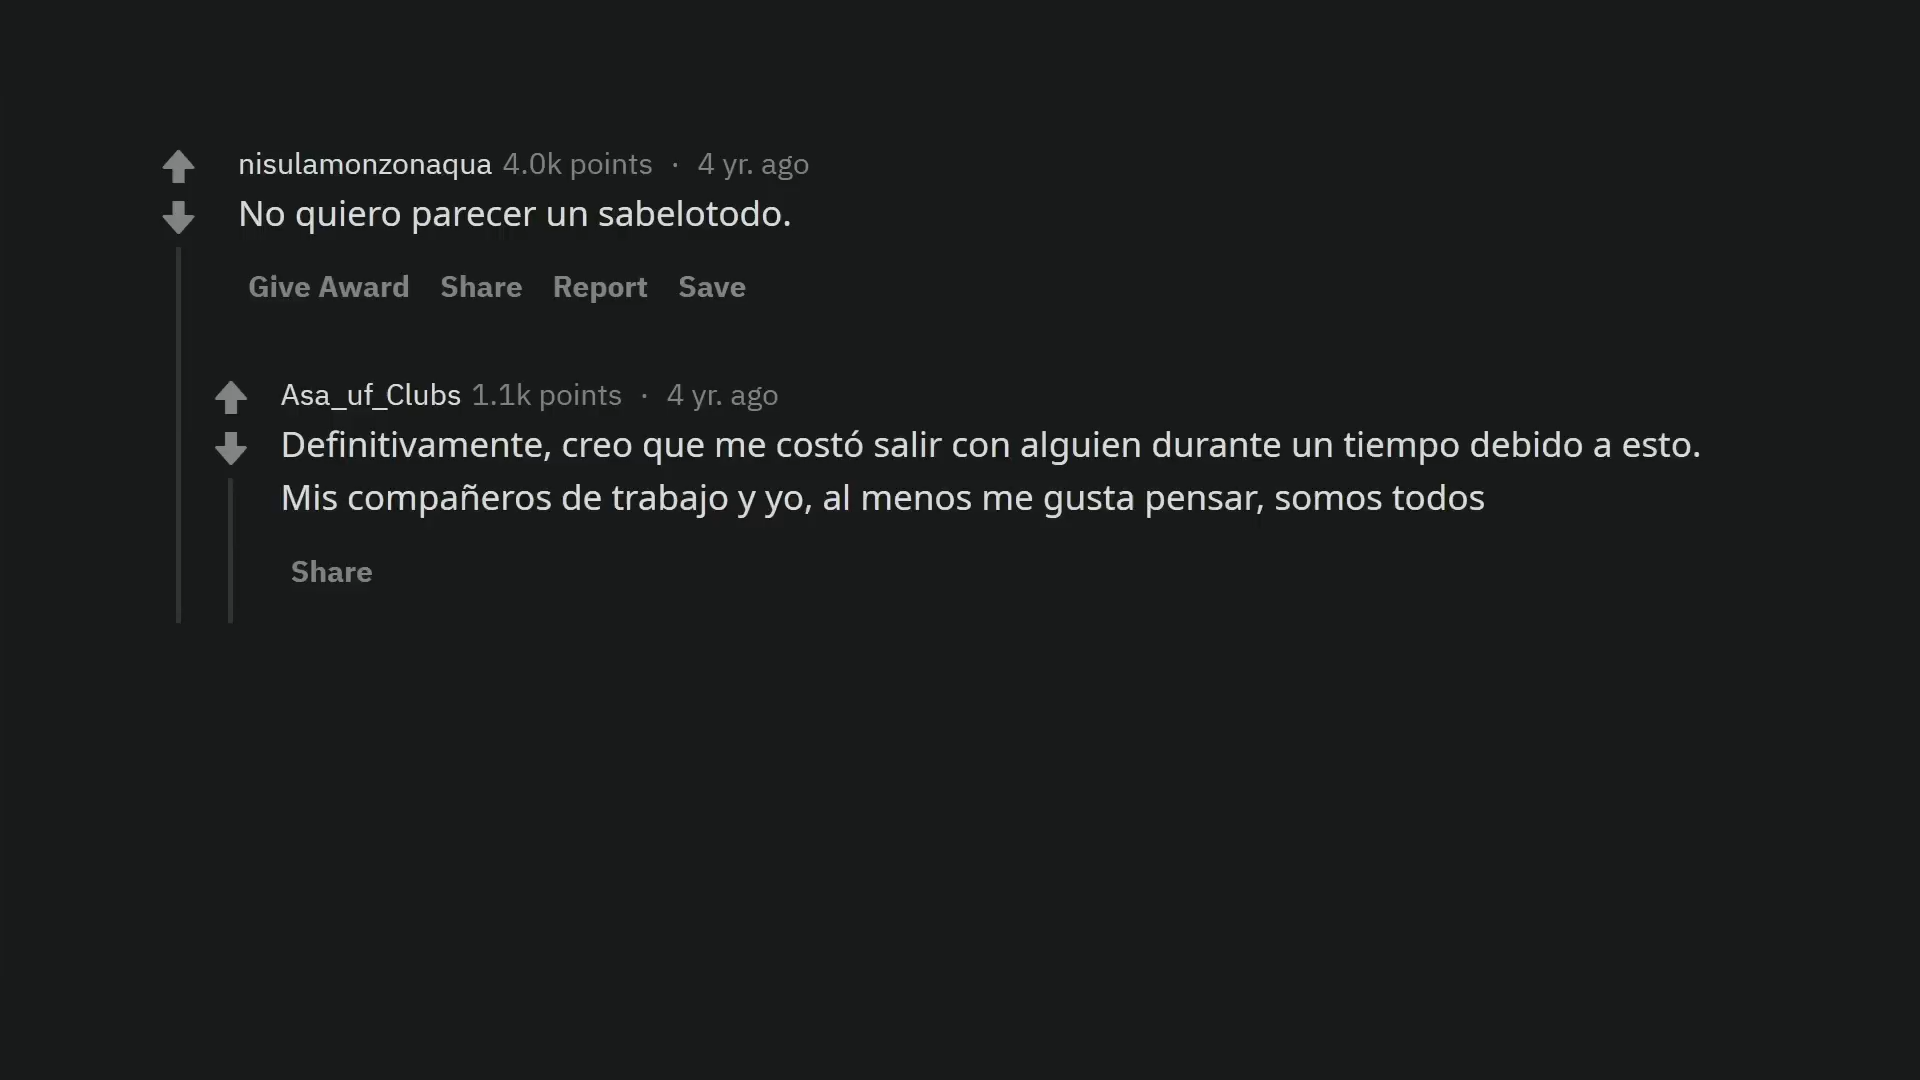 nisulamonzonaqua 4.0k points · 4 yr. ago
No quiero parecer un sabelotodo.
Give Award Share Report Save
Asa_uf_Clubs 1.1k points · 4 yr. ago
Definitivamente, creo que me costó salir con alguien durante un tiempo debido a esto.
Mis compañeros de trabajo y yo, al menos me gusta pensar, somos todos
Share